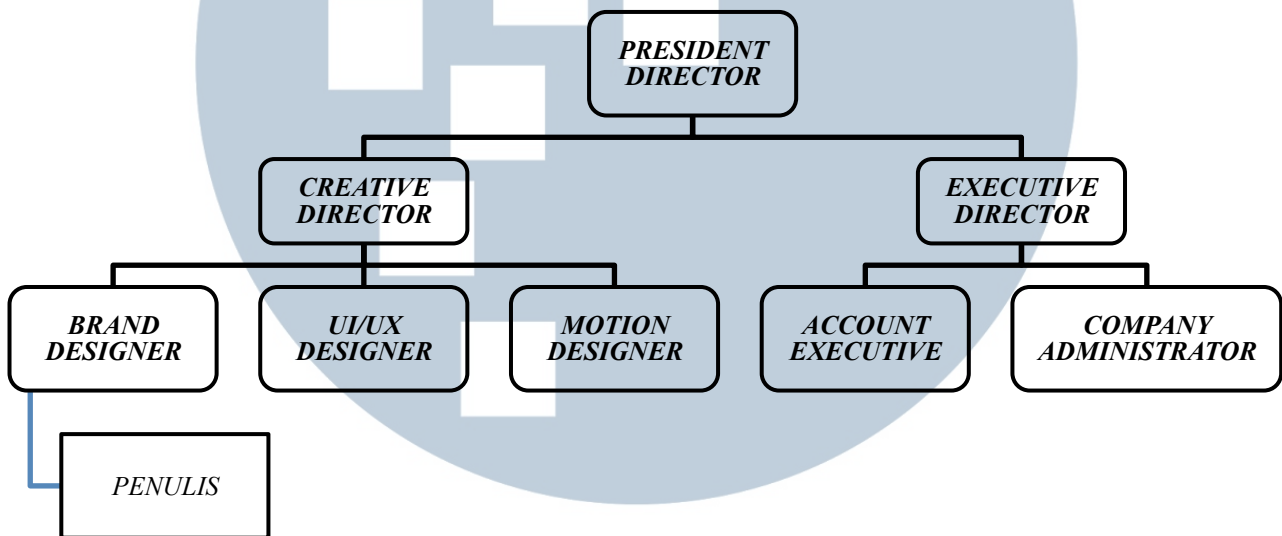 PRESIDENT
DIRECTOR
CREATIVE
DIRECTOR
EXECUTIVE
DIRECTOR
BRAND
DESIGNER
UI/UX
DESIGNER
MOTION
DESIGNER
ACCOUNT
EXECUTIVE
COMPANY
ADMINISTRATOR
PENULIS